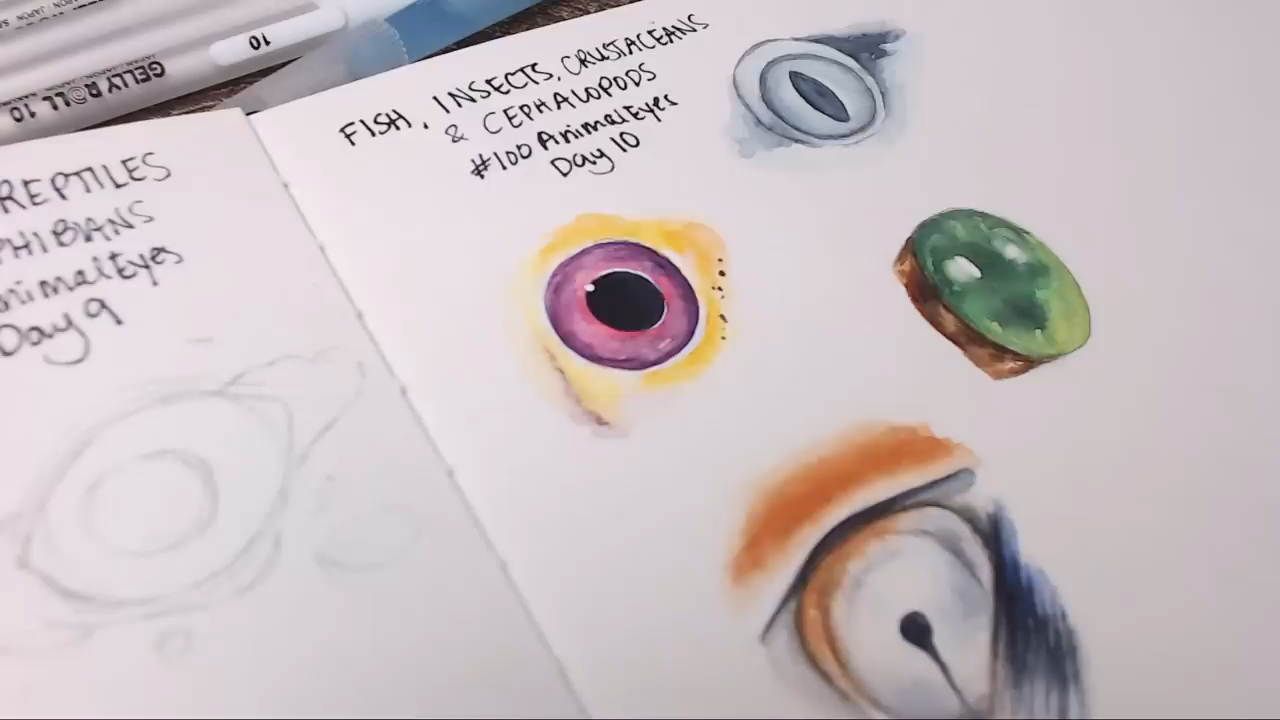 GELLY ROLL 10
10
FISH, INSECTS, CRUSTACEANS
& CEPHALOPODS
#100 AnimalEyes
Day 10
REPTILES
PHIBIANS
nimalEyes
Day 9